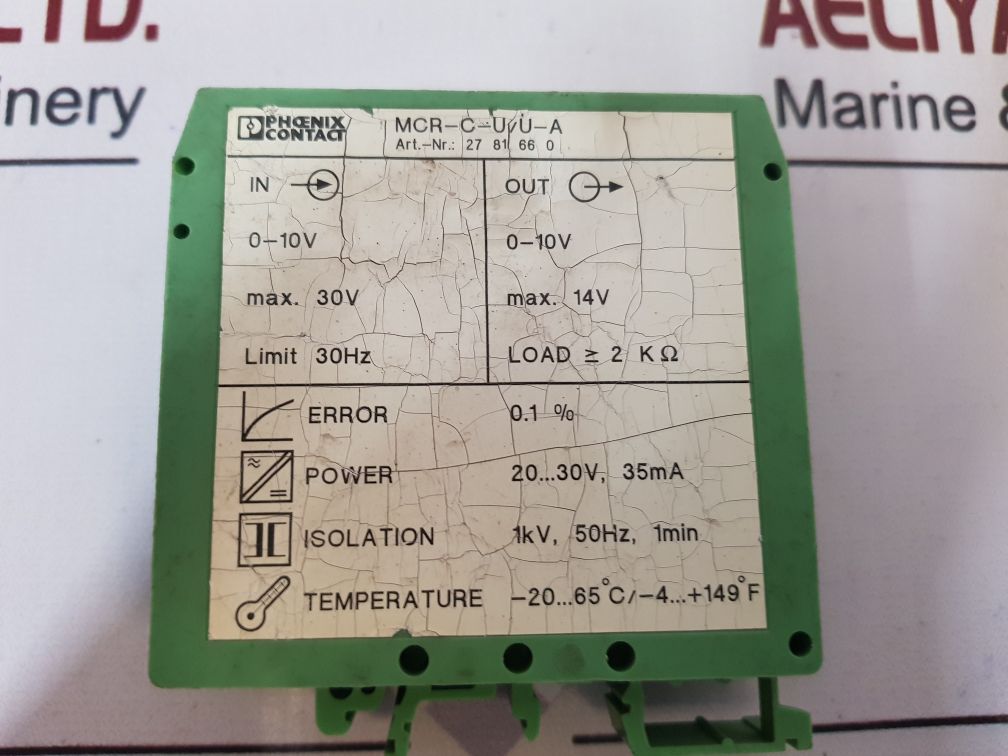 LTD.
inery
AELIYA
Marine &
PHŒNIX
CONTACT
MCR-C-U/U-A
Art.-Nr.: 27 81 66 0
IN
OUT
0-10V
0-10V
max. 30V
max. 14V
Limit 30Hz
LOAD ≥ 2 KΩ
ERROR 0.1 %
POWER 20...30V, 35mA
ISOLATION 1kV, 50Hz, 1min
TEMPERATURE -20...65°C/-4...+149°F